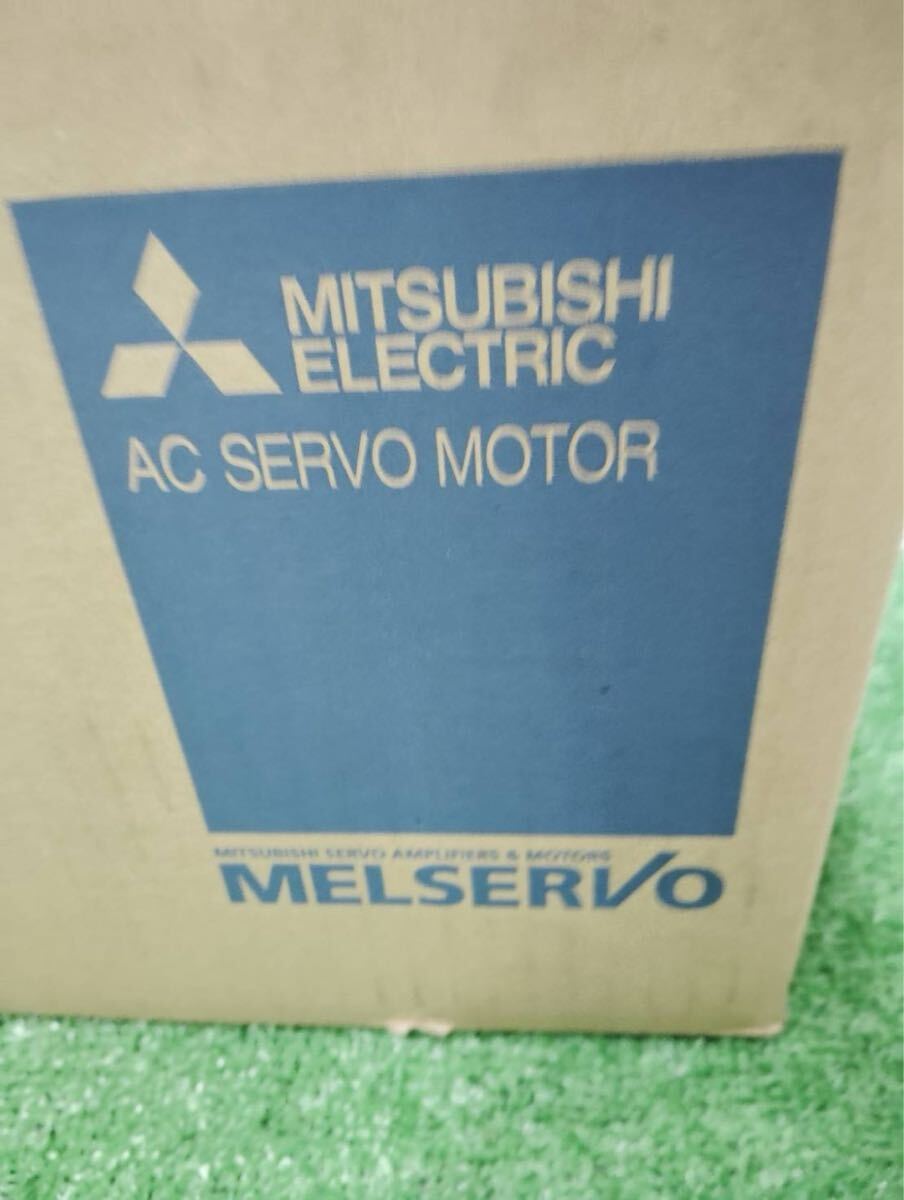 MITSUBISHI
ELECTRIC
AC SERVO MOTOR
MITSUBISHI SERVO AMPLIFIERS & MOTORS
MELSERVO